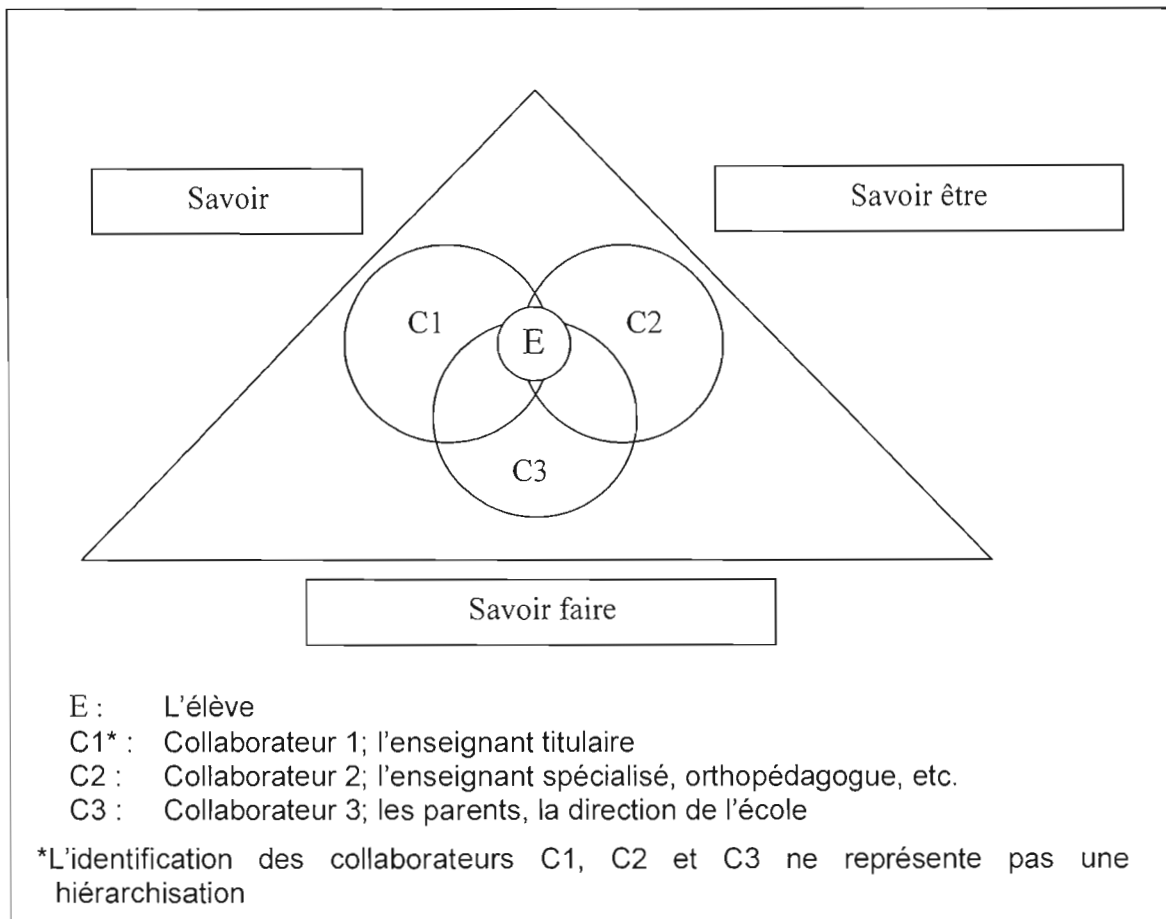 Savoir
Savoir être
C1
C2
E
C3
Savoir faire
E : L'élève
C1* : Collaborateur 1; l'enseignant titulaire
C2 : Collaborateur 2; l'enseignant spécialisé, orthopédagogue, etc.
C3 : Collaborateur 3; les parents, la direction de l'école
*L'identification des collaborateurs C1, C2 et C3 ne représente pas une
hiérarchisation